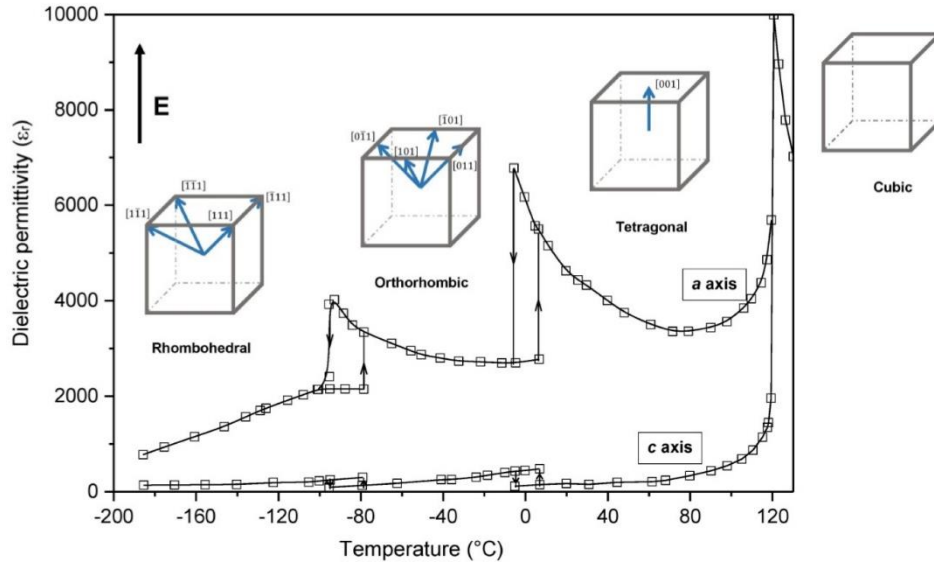 Dielectric permittivity (εᵣ)
10000
8000
6000
4000
2000
0
-200
-160
-120
-80
-40
0
40
80
120
Temperature (°C)
E
[11̅1]
[1̅1̅1]
[111]
[1̅11]
Rhombohedral
[01̅1]
[101]
[1̅01]
[011]
Orthorhombic
[001]
Tetragonal
Cubic
a axis
c axis